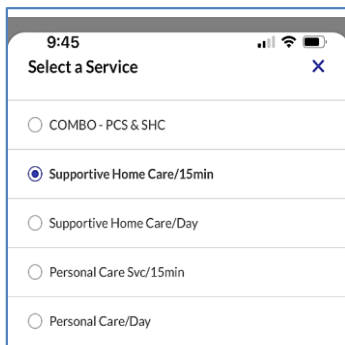 9:45
Select a Service
COMBO - PCS & SHC
Supportive Home Care/15min
Supportive Home Care/Day
Personal Care Svc/15min
Personal Care/Day